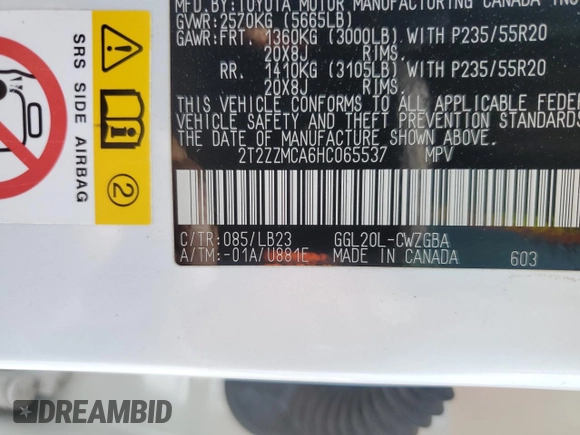 MFD.BY:TOYOTA MOTOR MANUFACTURING CANADA INC
GVWR:2570KG (5665LB)
GAWR:FRT. 1360KG (3000LB) WITH P235/55R20
20X8J RIMS.
RR. 1410KG (3105LB) WITH P235/55R20
20X8J RIMS.
THIS VEHICLE CONFORMS TO ALL APPLICABLE FEDE
VEHICLE SAFETY AND THEFT PREVENTION STANDARDS
THE DATE OF MANUFACTURE SHOWN ABOVE.
2T2ZZMCA6HC065537 MPV
C/TR:085/LB23 GGL20L-CWZGBA
A/TM:-01A/U881E MADE IN CANADA 603
SRS SIDE AIRBAG
2
DREAMBID